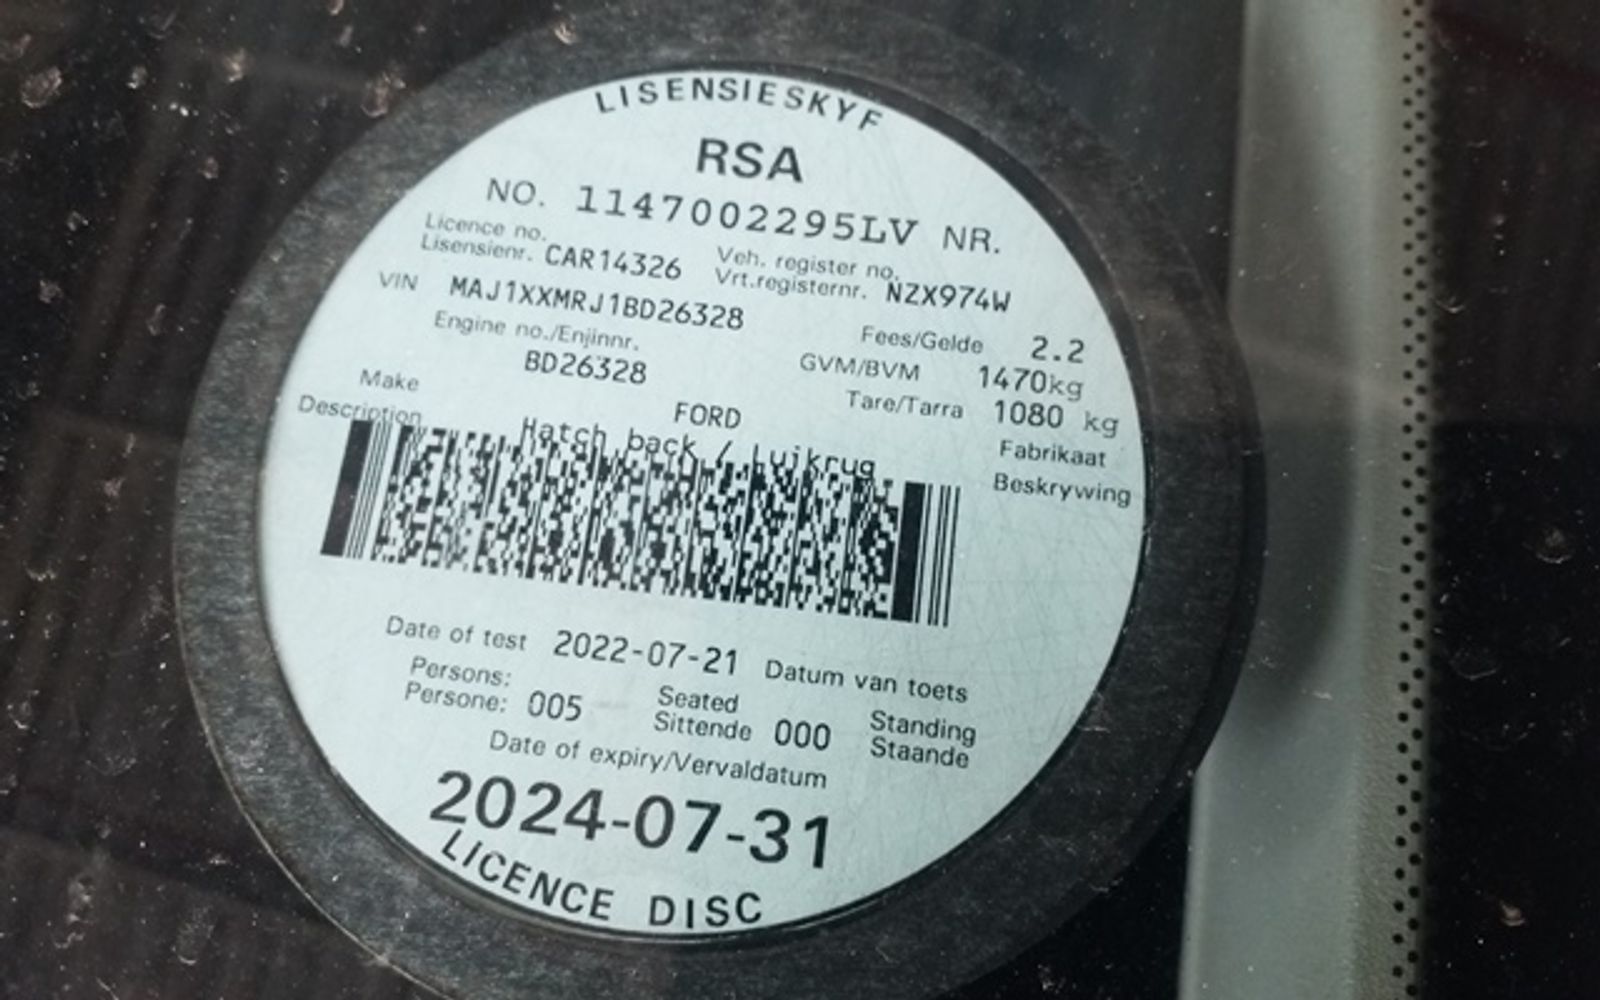 LISENSIESKYF
RSA
NO. 1147002295LV NR.
Licence no.
Lisensienr. CAR14326
Veh. register no.
Vrt.registernr. NZX974W
VIN MAJ1XXMRJ1BD26328
Engine no./Enjinnr.
BD26328
Fees/Gelde 2.2
GVM/BVM 1470kg
Tare/Tarra 1080 kg
Make FORD Fabrikaat
Description Hatch back / Luikrug Beskrywing
Date of test 2022-07-21 Datum van toets
Persons:
Persone: 005
Seated
Sittende 000
Standing
Staande
Date of expiry/Vervaldatum
2024-07-31
LICENCE DISC